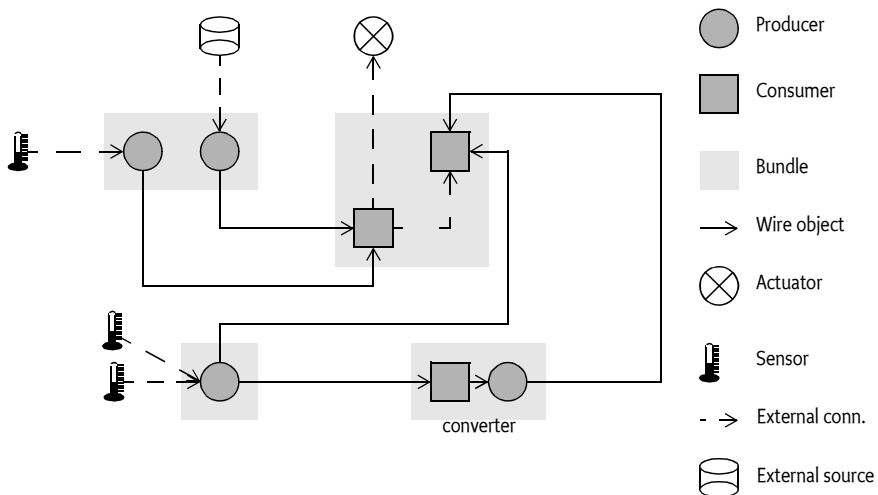 Producer
Consumer
Bundle
Wire object
Actuator
Sensor
External conn.
External source
converter